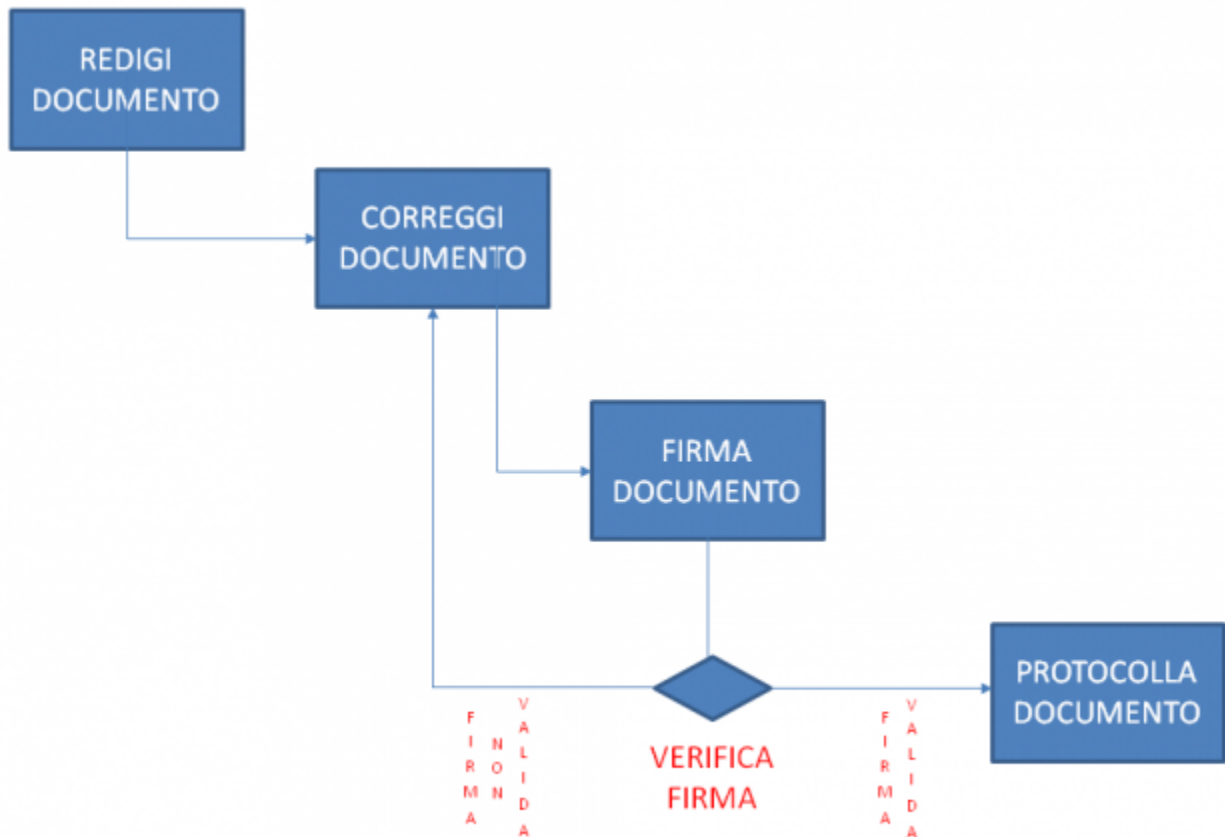 REDIGI
DOCUMENTO
CORREGGI
DOCUMENTO
FIRMA
DOCUMENTO
PROTOCOLLA
DOCUMENTO
FIRMA
NON
VALIDA
VERIFICA
FIRMA
FIRMA
VALIDA